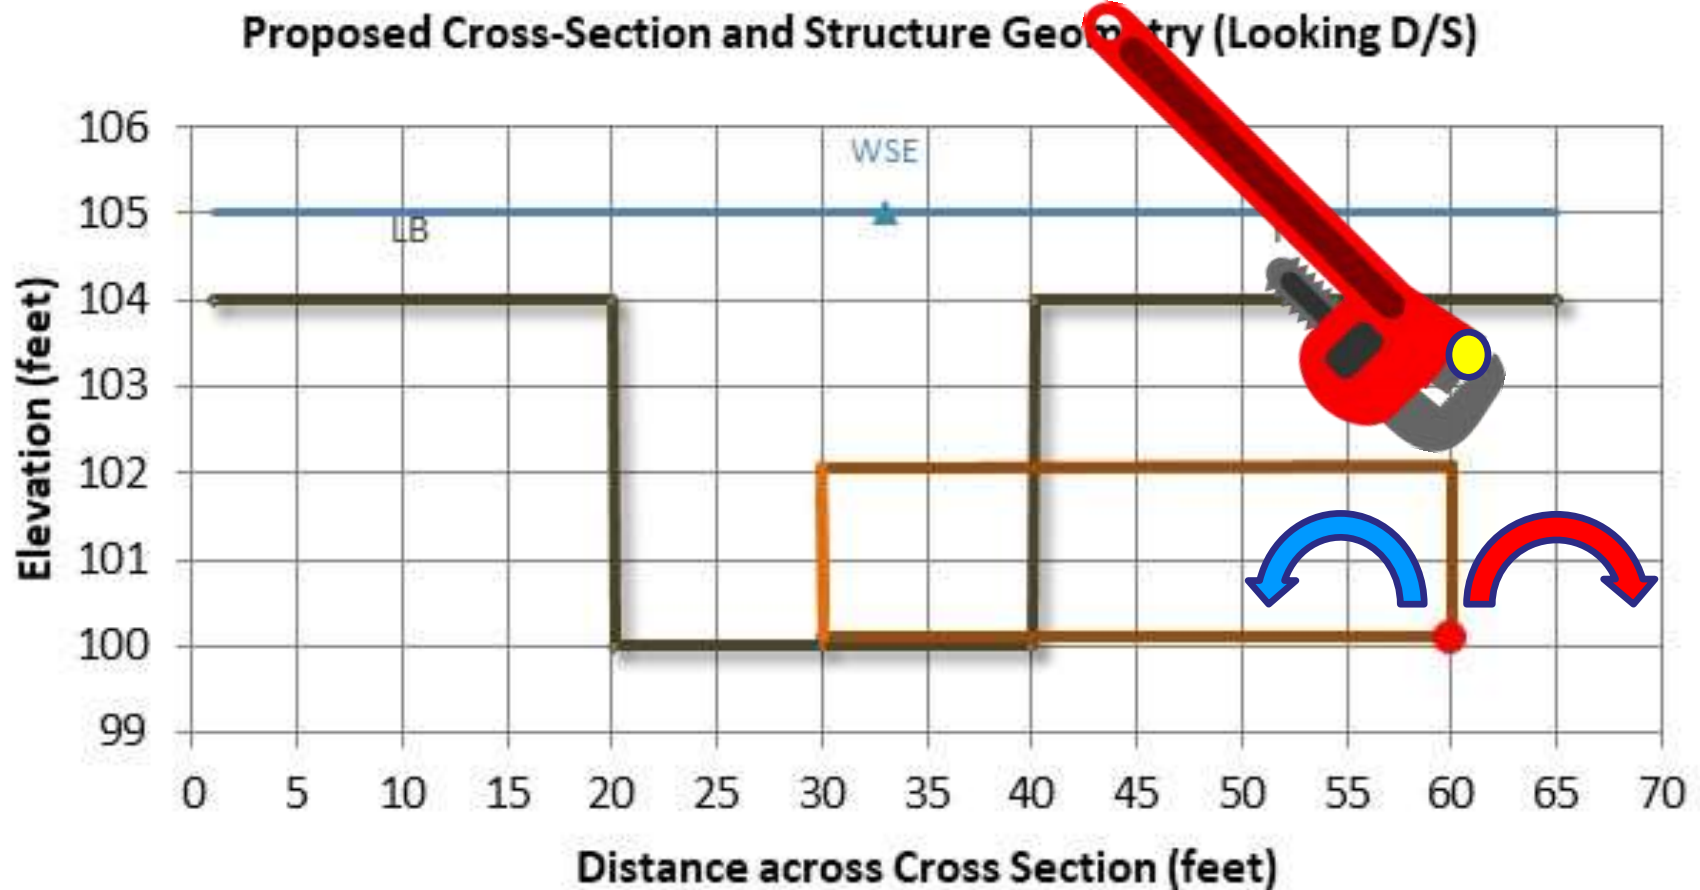 Proposed Cross-Section and Structure Geom try (Looking D/S)
106
WSE
105
LB
104
103
102
101
100
99
Elevation (feet)
0 5 10 15 20 25 30 35 40 45 50 55 60 65 70
Distance across Cross Section (feet)